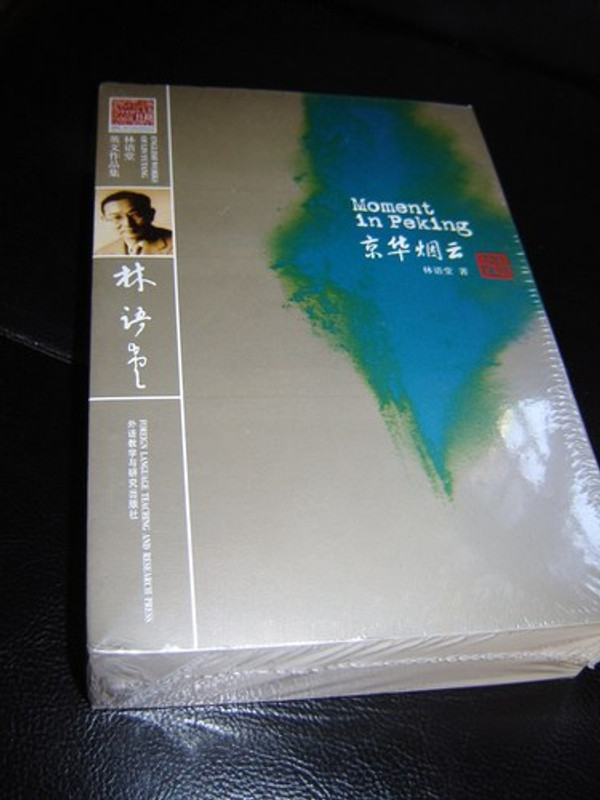 ENGLISH WORKS
OF LIN YUTANG
林语堂
英文作品集
林语堂
FOREIGN LANGUAGE TEACHING AND RESEARCH PRESS
外语教学与研究出版社
Moment
in Peking
京华烟云
林语堂 著